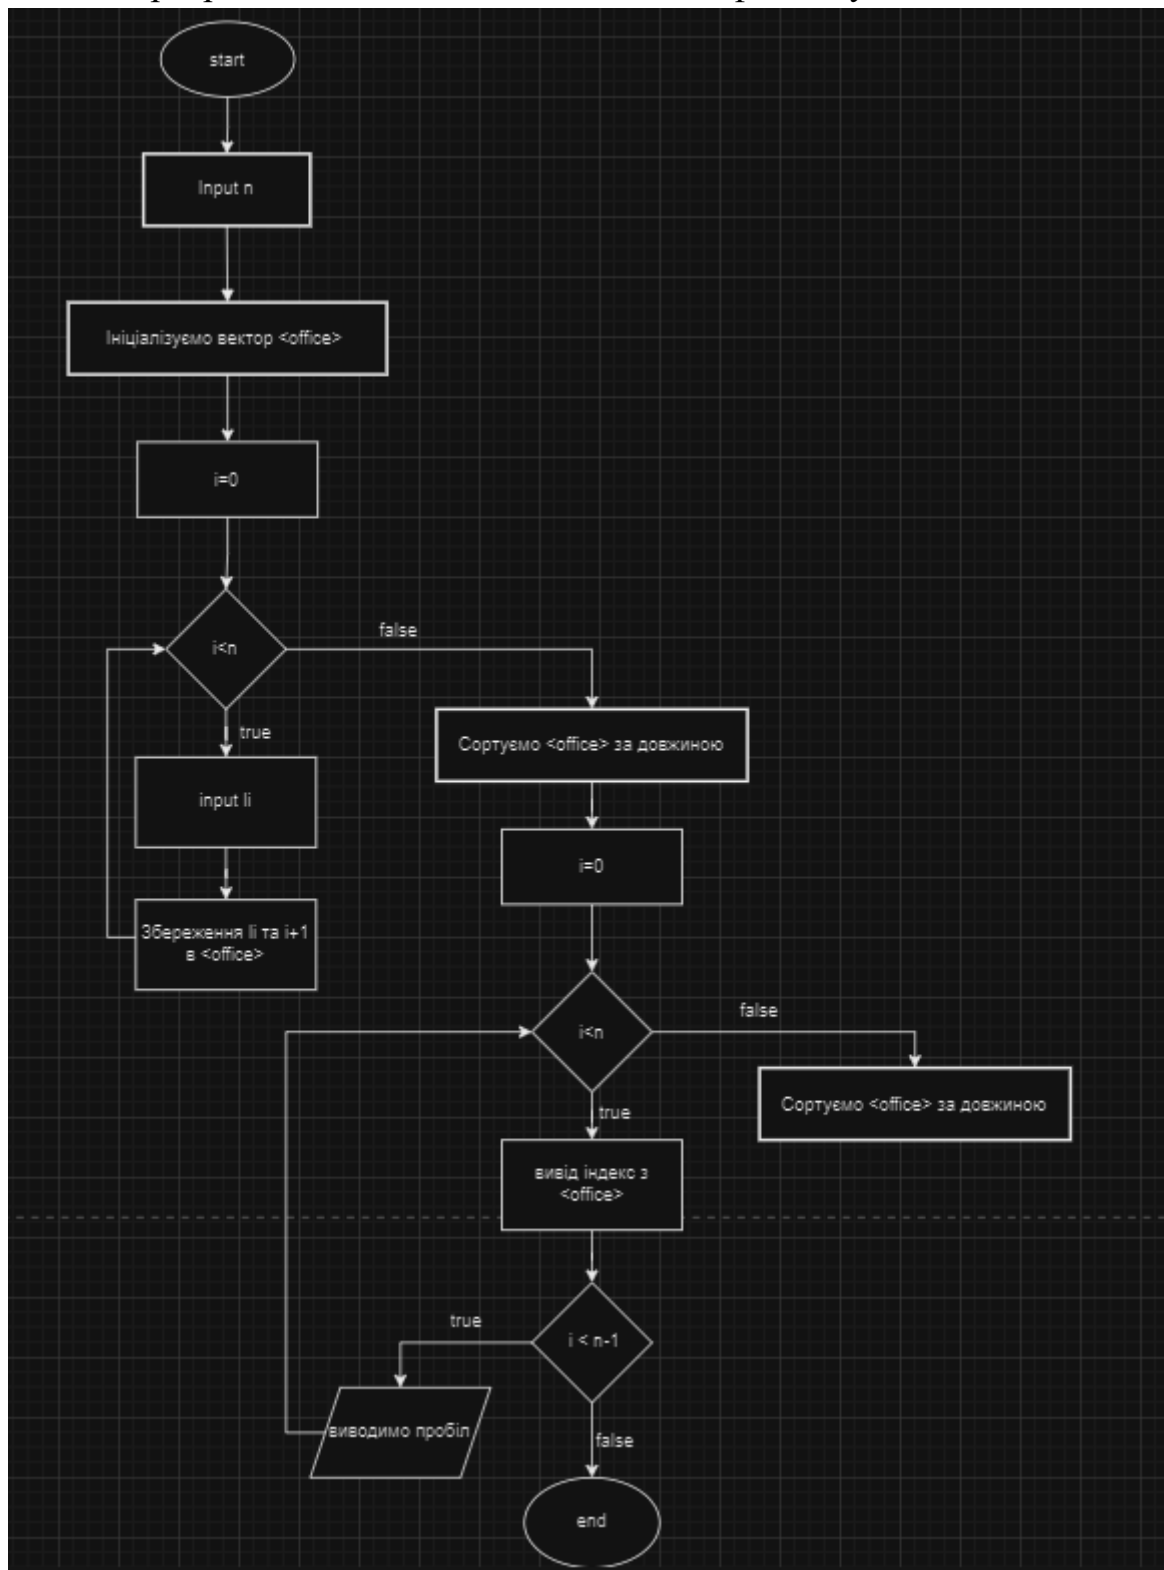 start
Input n
Ініціалізуємо вектор <office>
i=0
i<n
false
true
Сортуємо <office> за довжиною
input li
i=0
Збереження li та i+1
в <office>
i<n
false
Сортуємо <office> за довжиною
true
вивід індекс з
<office>
true
i < n-1
виводимо пробіл
false
end